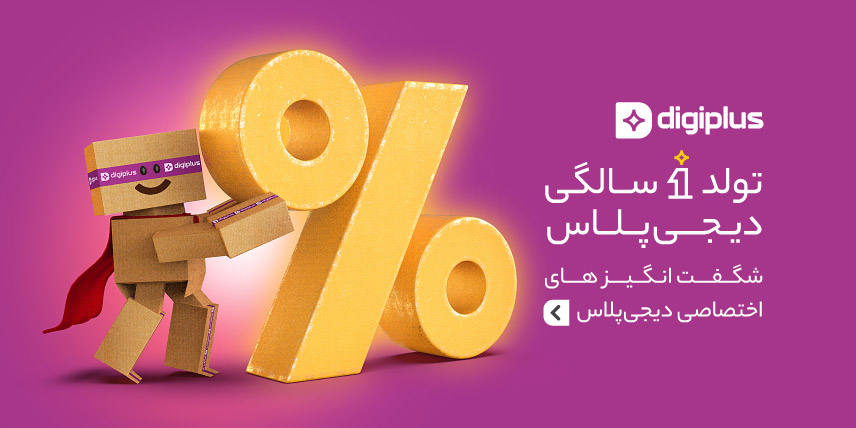 digiplus
تولد 1 سالگی
دیجی‌پلاس
شگفت انگیز های
اختصاصی دیجی‌پلاس
digiplus digiplus